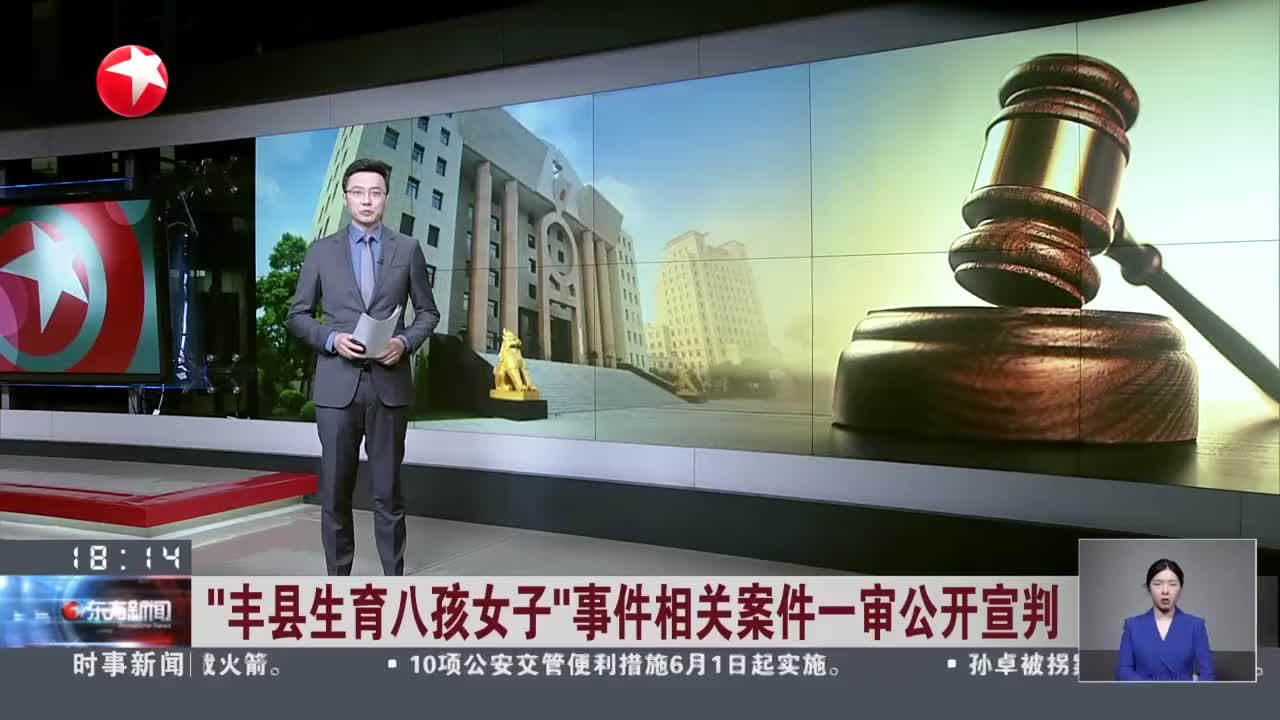 18:14
东方新闻
"丰县生育八孩女子"事件相关案件一审公开宣判
时事新闻 火箭。 ▪ 10项公安交管便利措施6月1日起实施。 ▪ 孙卓被拐